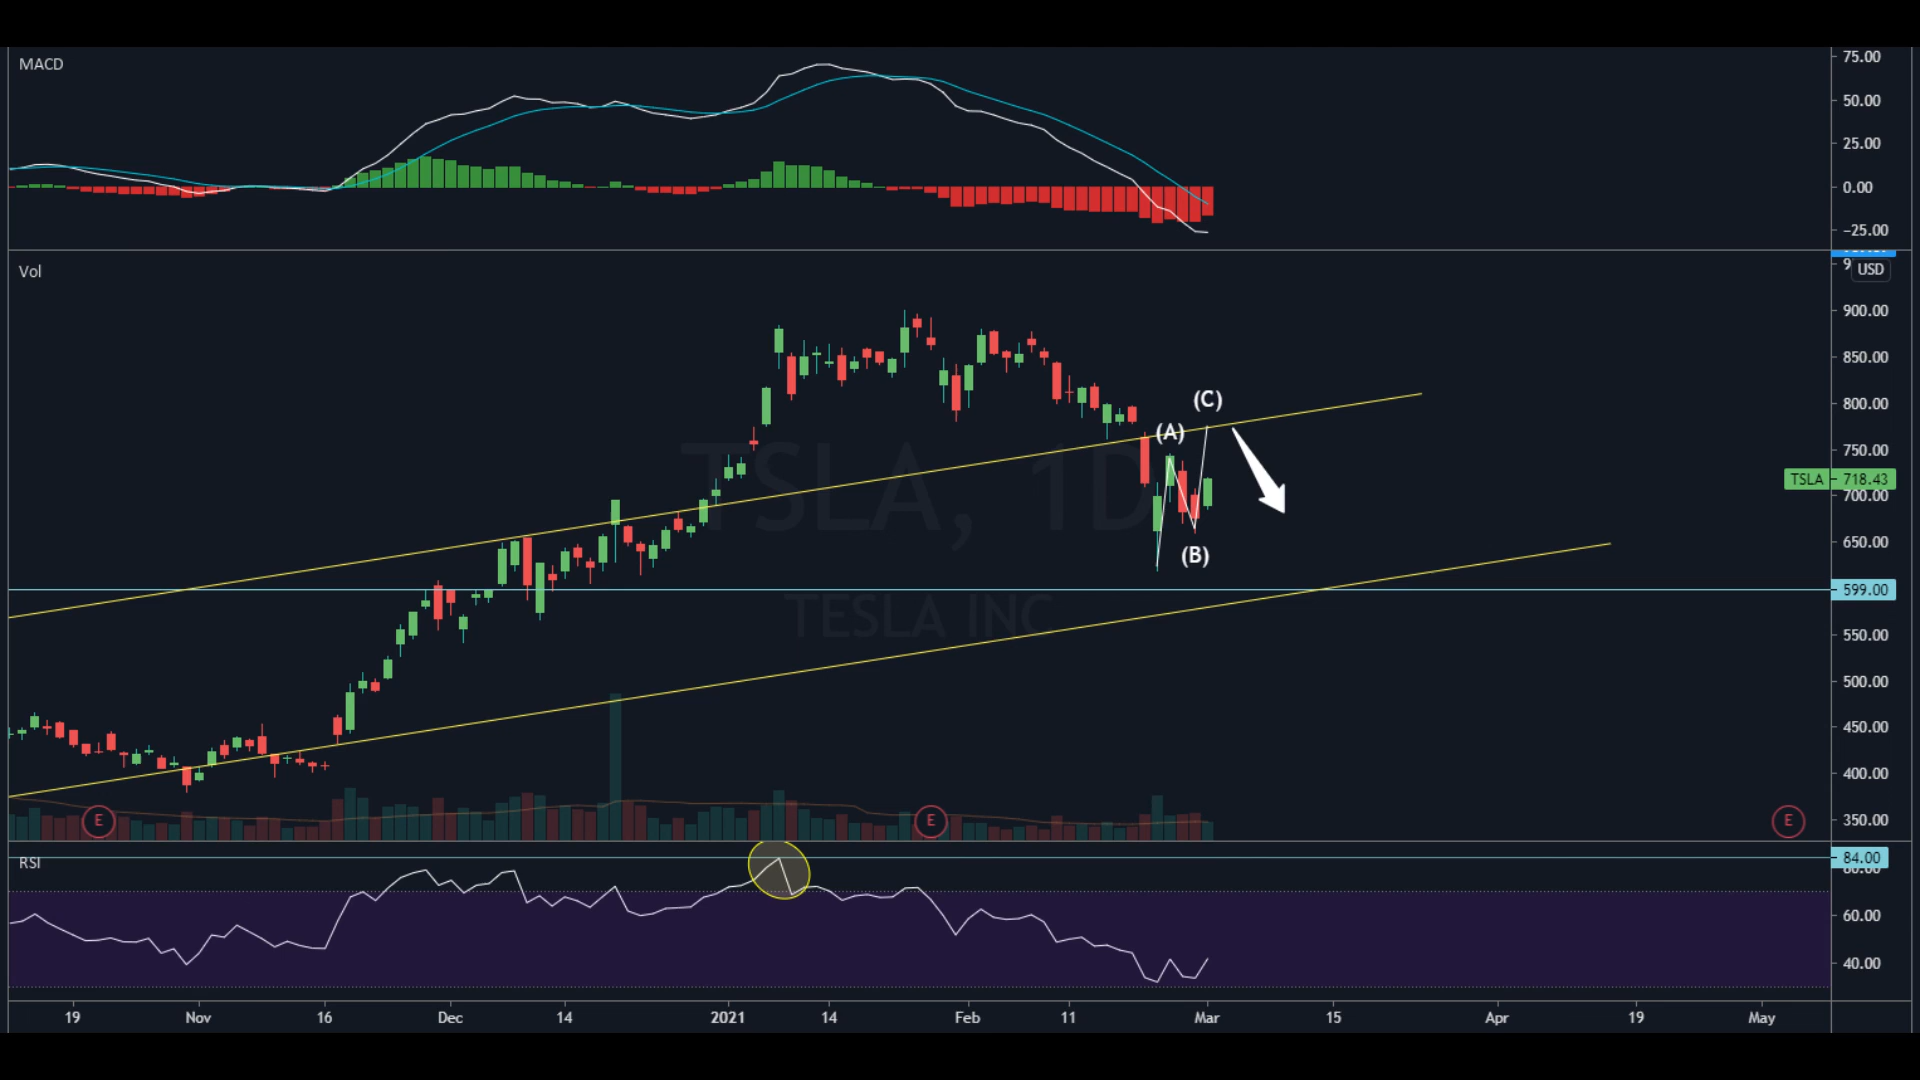 MACD
75.00
50.00
25.00
0.00
−25.00
Vol
USD
900.00
850.00
(C)
800.00
(A)
750.00
TSLA, 1D
TSLA 718.43
700.00
(B)
650.00
599.00
TESLA INC
550.00
500.00
450.00
400.00
E E E
350.00
RSI
84.00
80.00
60.00
40.00
19 Nov 16 Dec 14 2021 14 Feb 11 Mar 15 Apr 19 May